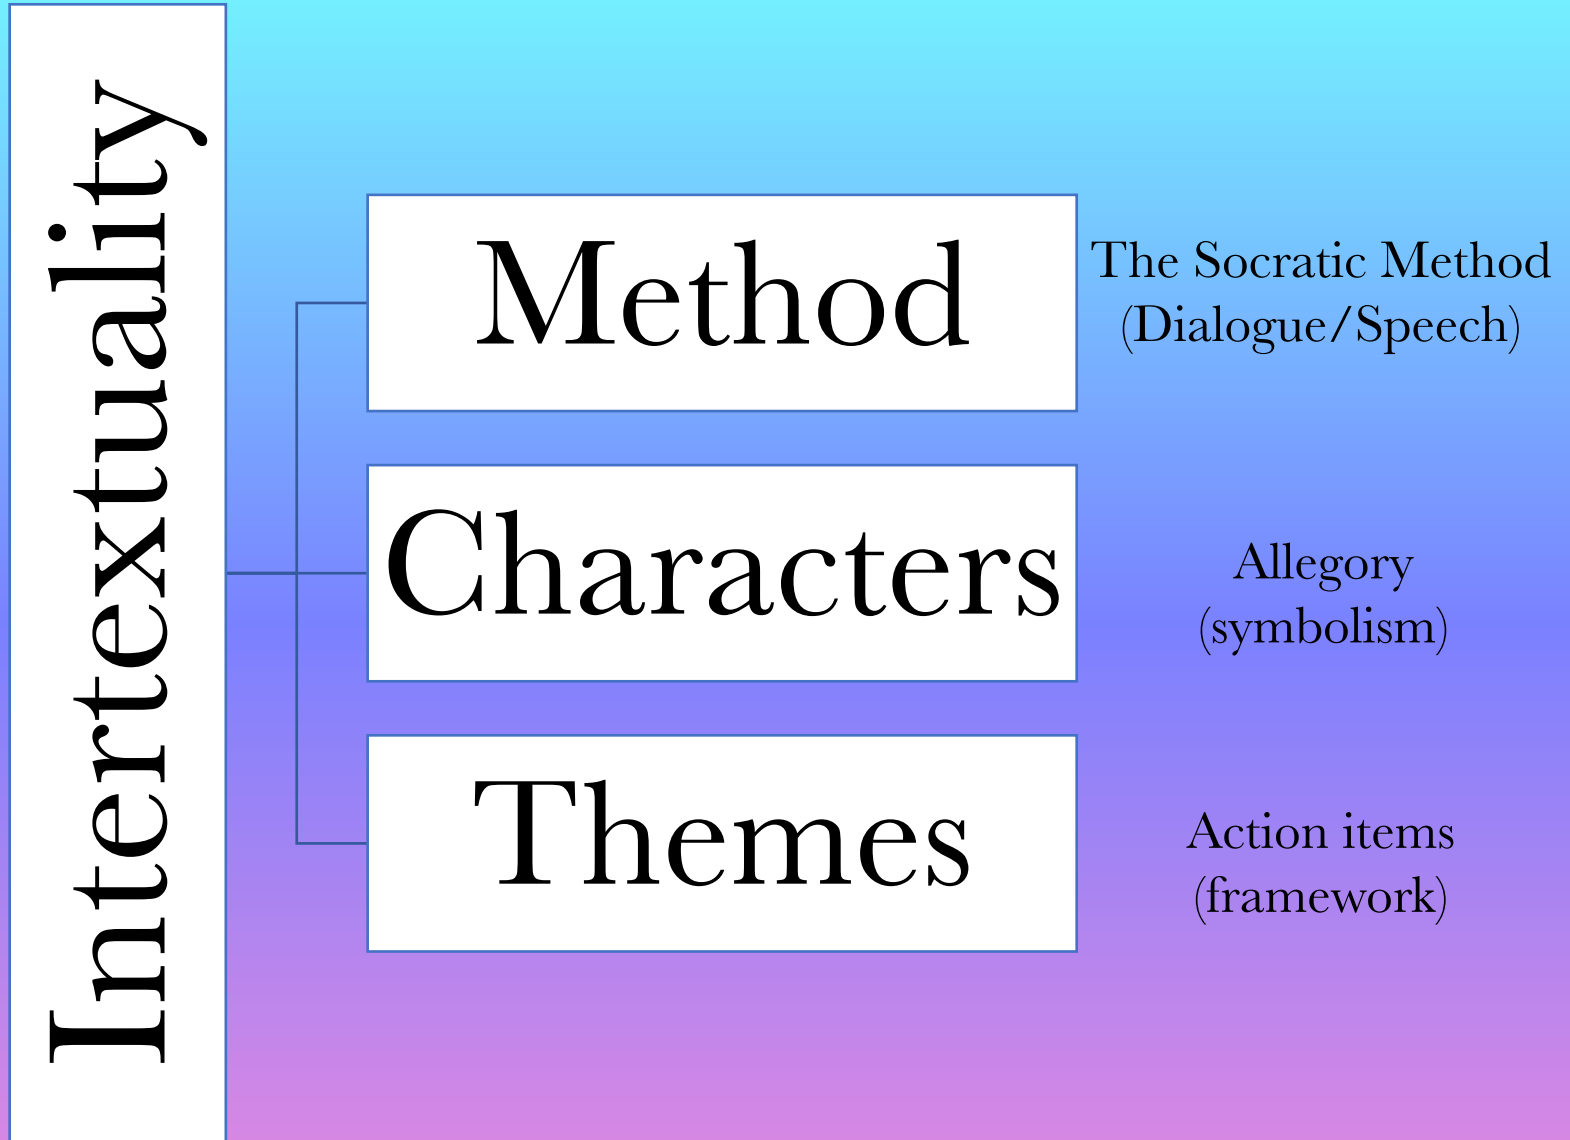 Intertextuality
Method
The Socratic Method
(Dialogue/Speech)
Characters
Allegory
(symbolism)
Themes
Action items
(framework)